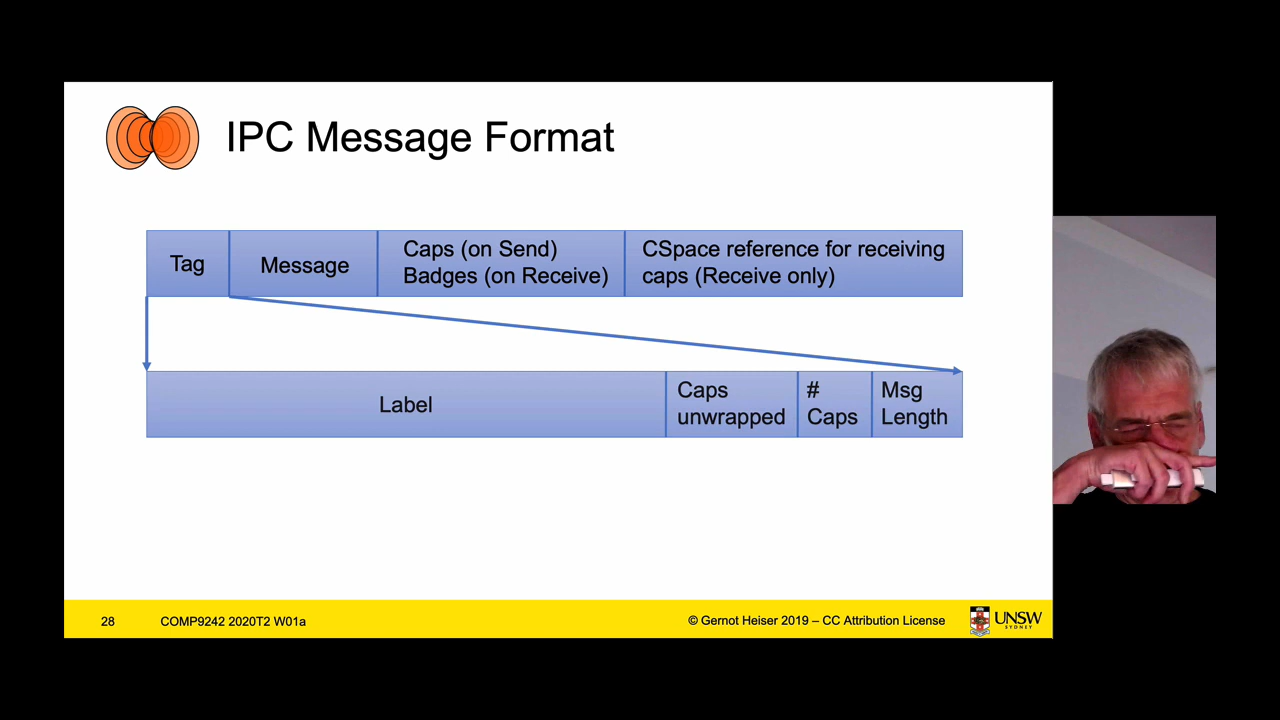 IPC Message Format
Tag
Message
Caps (on Send)
Badges (on Receive)
CSpace reference for receiving
caps (Receive only)
Label
Caps
unwrapped
#
Caps
Msg
Length
28
COMP9242 2020T2 W01a
© Gernot Heiser 2019 – CC Attribution License
UNSW
SYDNEY